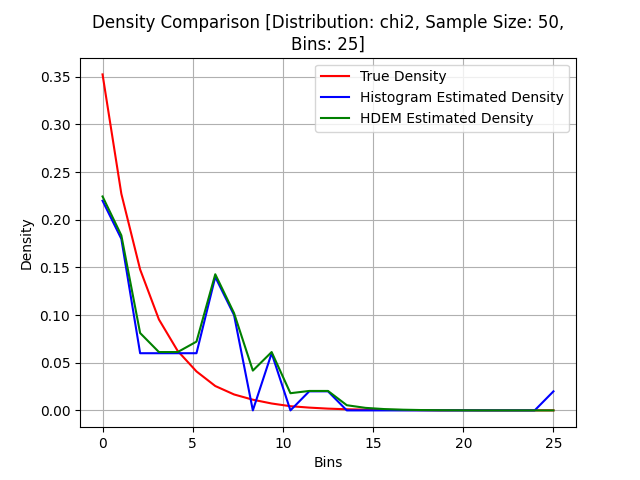 Density Comparison [Distribution: chi2, Sample Size: 50,
Bins: 25]
True Density
Histogram Estimated Density
HDEM Estimated Density
Density
0.35
0.30
0.25
0.20
0.15
0.10
0.05
0.00
0 5 10 15 20 25
Bins